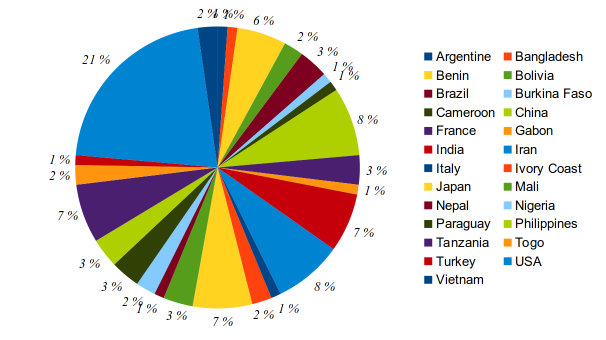 2 %
1 %
1 %
6 %
2 %
3 %
1 %
1 %
8 %
3 %
1 %
7 %
8 %
1 %
2 %
7 %
3 %
1 %
2 %
3 %
3 %
7 %
2 %
1 %
21 %
Argentine Bangladesh
Benin Bolivia
Brazil Burkina Faso
Cameroon China
France Gabon
India Iran
Italy Ivory Coast
Japan Mali
Nepal Nigeria
Paraguay Philippines
Tanzania Togo
Turkey USA
Vietnam